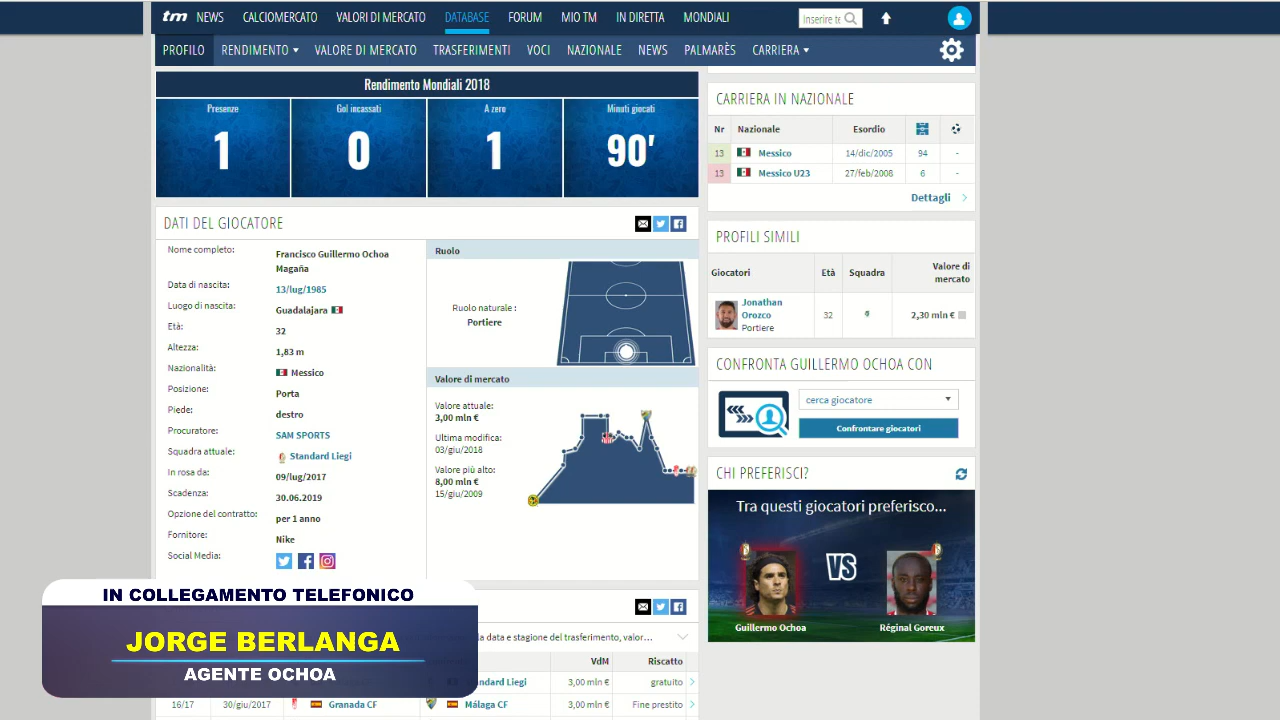 tm NEWS CALCIOMERCATO VALORI DI MERCATO DATABASE FORUM MIO TM IN DIRETTA MONDIALI Inserire te
PROFILO RENDIMENTO VALORE DI MERCATO TRASFERIMENTI VOCI NAZIONALE NEWS PALMARÈS CARRIERA
Rendimento Mondiali 2018
Presenze Gol incassati A zero Minuti giocati
1 0 1 90'
DATI DEL GIOCATORE
Nome completo: Francisco Guillermo Ochoa
Magaña
Data di nascita: 13/lug/1985
Luogo di nascita: Guadalajara
Età: 32
Altezza: 1,83 m
Nazionalità: Messico
Posizione: Porta
Piede: destro
Procuratore: SAM SPORTS
Squadra attuale: Standard Liegi
In rosa da: 09/lug/2017
Scadenza: 30.06.2019
Opzione del contratto: per 1 anno
Fornitore: Nike
Social Media:
Ruolo
Ruolo naturale :
Portiere
Valore di mercato
Valore attuale:
3,00 mln €
Ultima modifica:
03/giu/2018
Valore più alto:
8,00 mln €
15/giu/2009
CARRIERA IN NAZIONALE
Nr Nazionale Esordio
13 Messico 14/dic/2005 94 -
13 Messico U23 27/feb/2008 6 -
Dettagli
PROFILI SIMILI
Giocatori Età Squadra Valore di
mercato
Jonathan
Orozco
Portiere
32 2,30 mln €
CONFRONTA GUILLERMO OCHOA CON
cerca giocatore
Confrontare giocatori
CHI PREFERISCI?
Tra questi giocatori preferisco...
VS
Guillermo Ochoa Réginal Goreux
la data e stagione del trasferimento, valor...
VdM Riscatto
ndard Liegi 3,00 mln € gratuito
16/17 30/giu/2017 Granada CF Málaga CF 3,00 mln € Fine prestito
IN COLLEGAMENTO TELEFONICO
JORGE BERLANGA
AGENTE OCHOA